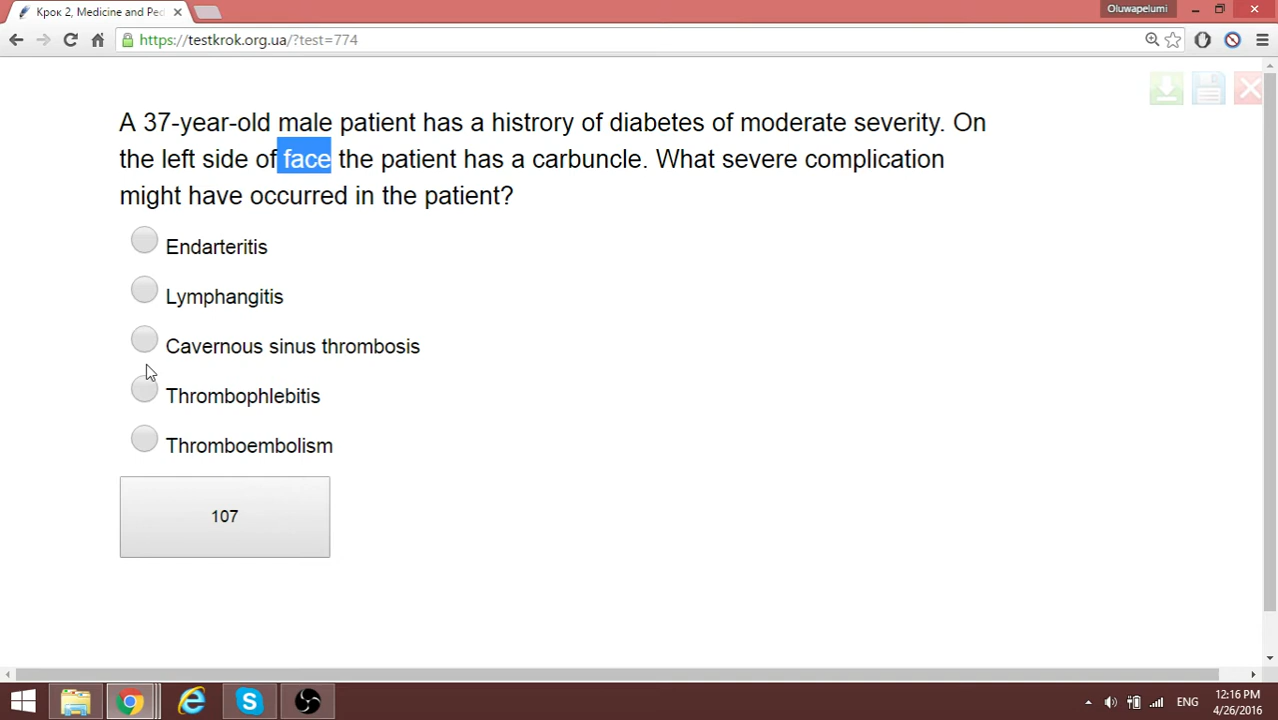 Крок 2, Medicine and Ped
Oluwapelumi
https://testkrok.org.ua/?test=774
A 37-year-old male patient has a histrory of diabetes of moderate severity. On
the left side of face the patient has a carbuncle. What severe complication
might have occurred in the patient?
Endarteritis
Lymphangitis
Cavernous sinus thrombosis
Thrombophlebitis
Thromboembolism
107
ENG
12:16 PM
4/26/2016